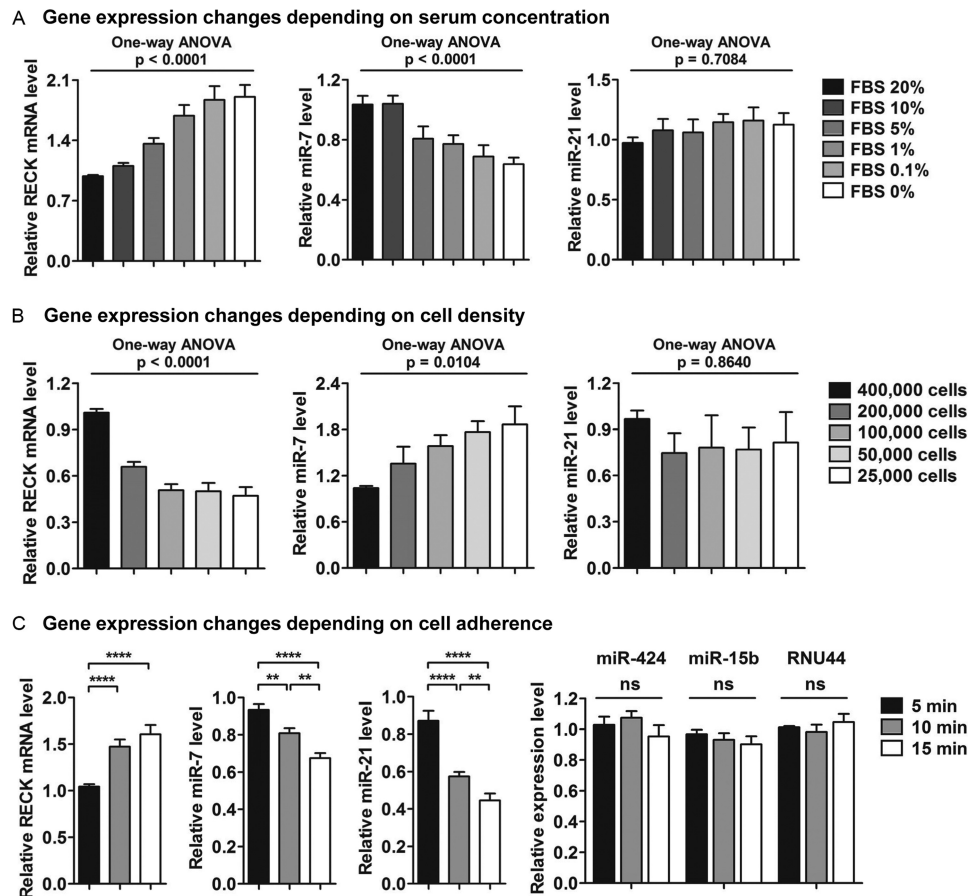 A Gene expression changes depending on serum concentration
One-way ANOVA
p < 0.0001
Relative RECK mRNA level
2.1
1.4
0.7
0.0
One-way ANOVA
p < 0.0001
Relative miR-7 level
1.2
0.9
0.6
0.3
0.0
One-way ANOVA
p = 0.7084
Relative miR-21 level
1.5
1.0
0.5
0.0
FBS 20%
FBS 10%
FBS 5%
FBS 1%
FBS 0.1%
FBS 0%
B Gene expression changes depending on cell density
One-way ANOVA
p < 0.0001
Relative RECK mRNA level
1.2
0.9
0.6
0.3
0.0
One-way ANOVA
p = 0.0104
Relative miR-7 level
2.4
1.8
1.2
0.6
0.0
One-way ANOVA
p = 0.8640
Relative miR-21 level
1.2
0.9
0.6
0.3
0.0
400,000 cells
200,000 cells
100,000 cells
50,000 cells
25,000 cells
C Gene expression changes depending on cell adherence
****
****
Relative RECK mRNA level
2.0
1.5
1.0
0.5
0.0
****
** **
Relative miR-7 level
1.0
0.8
0.6
0.4
0.2
0.0
****
**** **
Relative miR-21 level
1.0
0.8
0.6
0.4
0.2
0.0
miR-424 miR-15b RNU44
ns ns ns
Relative expression level
1.2
1.0
0.8
0.6
0.4
0.2
0.0
5 min
10 min
15 min